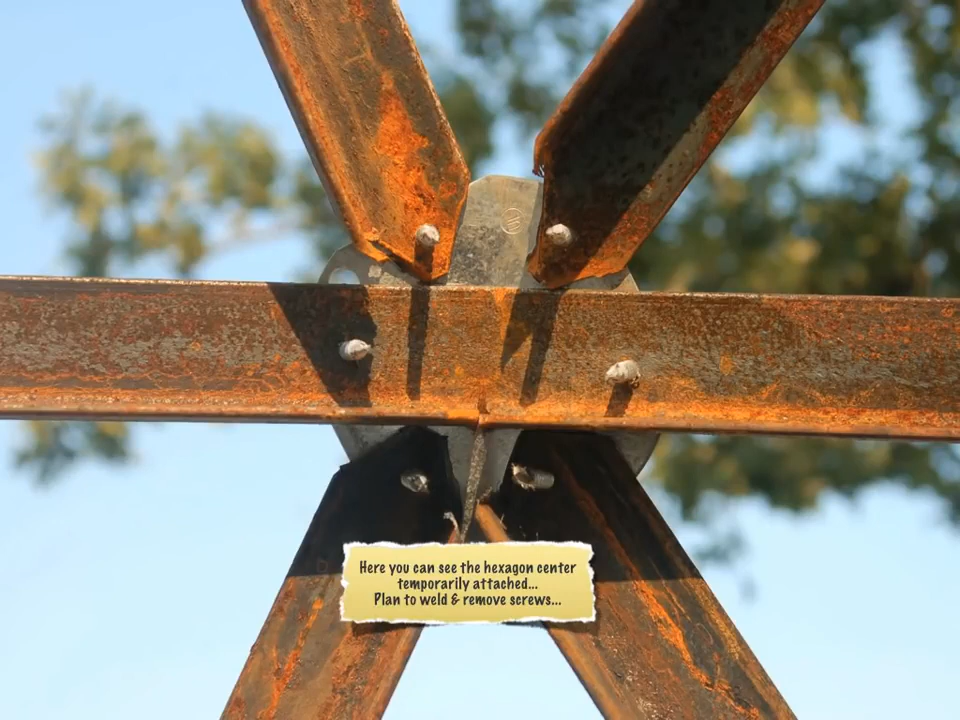 Here you can see the hexagon center
temporarily attached...
Plan to weld & remove screws...